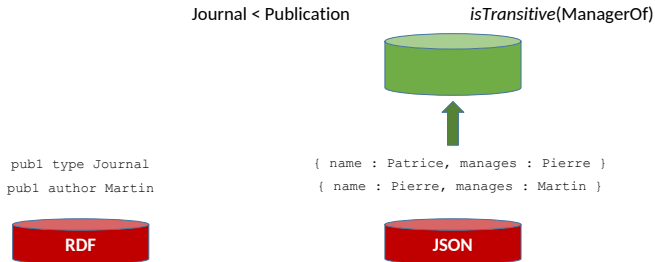 Journal < Publication
isTransitive(ManagerOf)
pub1 type Journal
pub1 author Martin
{ name : Patrice, manages : Pierre }
{ name : Pierre, manages : Martin }
RDF
JSON